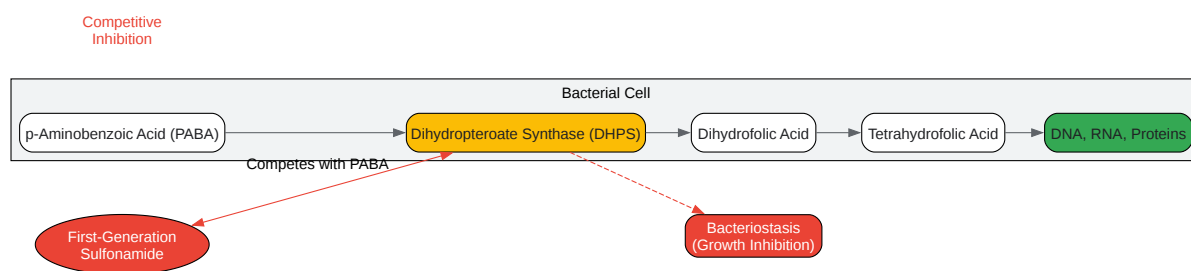 Competitive
Inhibition
Bacterial Cell
p-Aminobenzoic Acid (PABA)
Dihydropteroate Synthase (DHPS)
Dihydrofolic Acid
Tetrahydrofolic Acid
DNA, RNA, Proteins
Competes with PABA
First-Generation
Sulfonamide
Bacteriostasis
(Growth Inhibition)